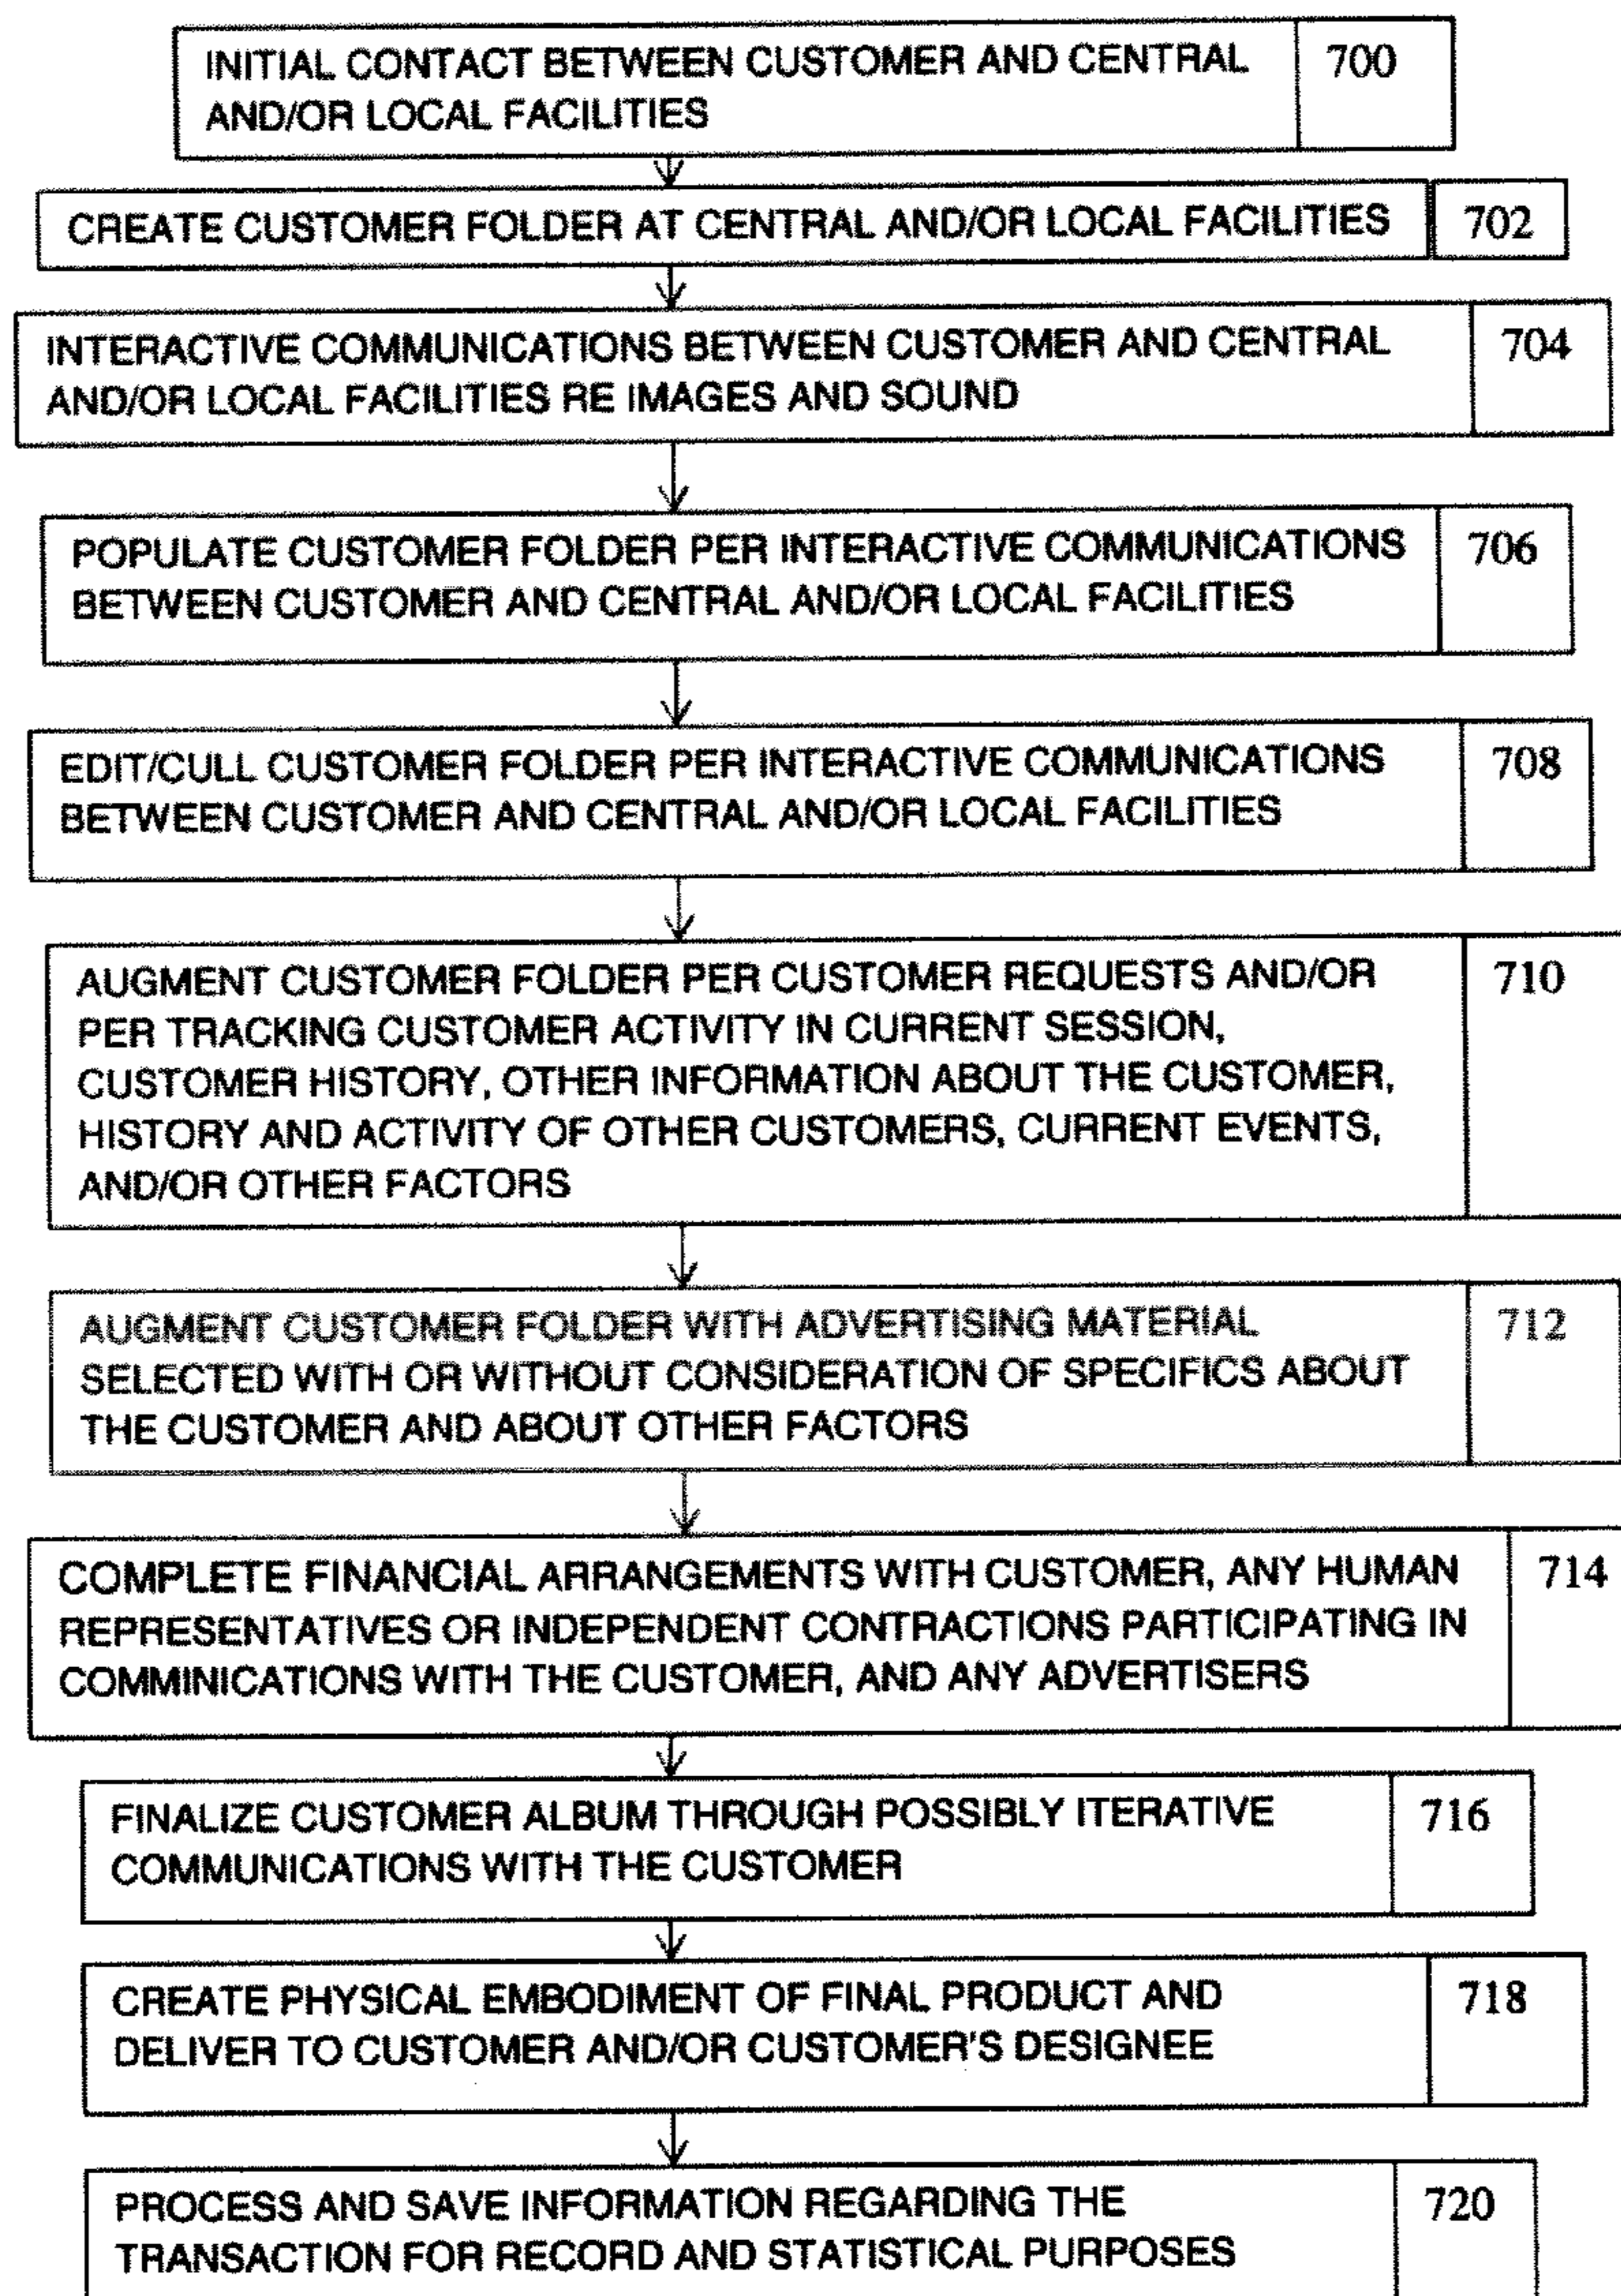 INITIAL CONTACT BETWEEN CUSTOMER AND CENTRAL 700
AND/OR LOCAL FACILITIES
CREATE CUSTOMER FOLDER AT CENTRAL AND/OR LOCAL FACILITIES 702
INTERACTIVE COMMUNICATIONS BETWEEN CUSTOMER AND CENTRAL 704
AND/OR LOCAL FACILITIES RE IMAGES AND SOUND
POPULATE CUSTOMER FOLDER PER INTERACTIVE COMMUNICATIONS 706
BETWEEN CUSTOMER AND CENTRAL AND/OR LOCAL FACILITIES
EDIT/CULL CUSTOMER FOLDER PER INTERACTIVE COMMUNICATIONS 708
BETWEEN CUSTOMER AND CENTRAL AND/OR LOCAL FACILITIES
AUGMENT CUSTOMER FOLDER PER CUSTOMER REQUESTS AND/OR 710
PER TRACKING CUSTOMER ACTIVITY IN CURRENT SESSION,
CUSTOMER HISTORY, OTHER INFORMATION ABOUT THE CUSTOMER,
HISTORY AND ACTIVITY OF OTHER CUSTOMERS, CURRENT EVENTS,
AND/OR OTHER FACTORS
AUGMENT CUSTOMER FOLDER WITH ADVERTISING MATERIAL 712
SELECTED WITH OR WITHOUT CONSIDERATION OF SPECIFICS ABOUT
THE CUSTOMER AND ABOUT OTHER FACTORS
COMPLETE FINANCIAL ARRANGEMENTS WITH CUSTOMER, ANY HUMAN 714
REPRESENTATIVES OR INDEPENDENT CONTRACTIONS PARTICIPATING IN
COMMINICATIONS WITH THE CUSTOMER, AND ANY ADVERTISERS
FINALIZE CUSTOMER ALBUM THROUGH POSSIBLY ITERATIVE 716
COMMUNICATIONS WITH THE CUSTOMER
CREATE PHYSICAL EMBODIMENT OF FINAL PRODUCT AND 718
DELIVER TO CUSTOMER AND/OR CUSTOMER'S DESIGNEE
PROCESS AND SAVE INFORMATION REGARDING THE 720
TRANSACTION FOR RECORD AND STATISTICAL PURPOSES